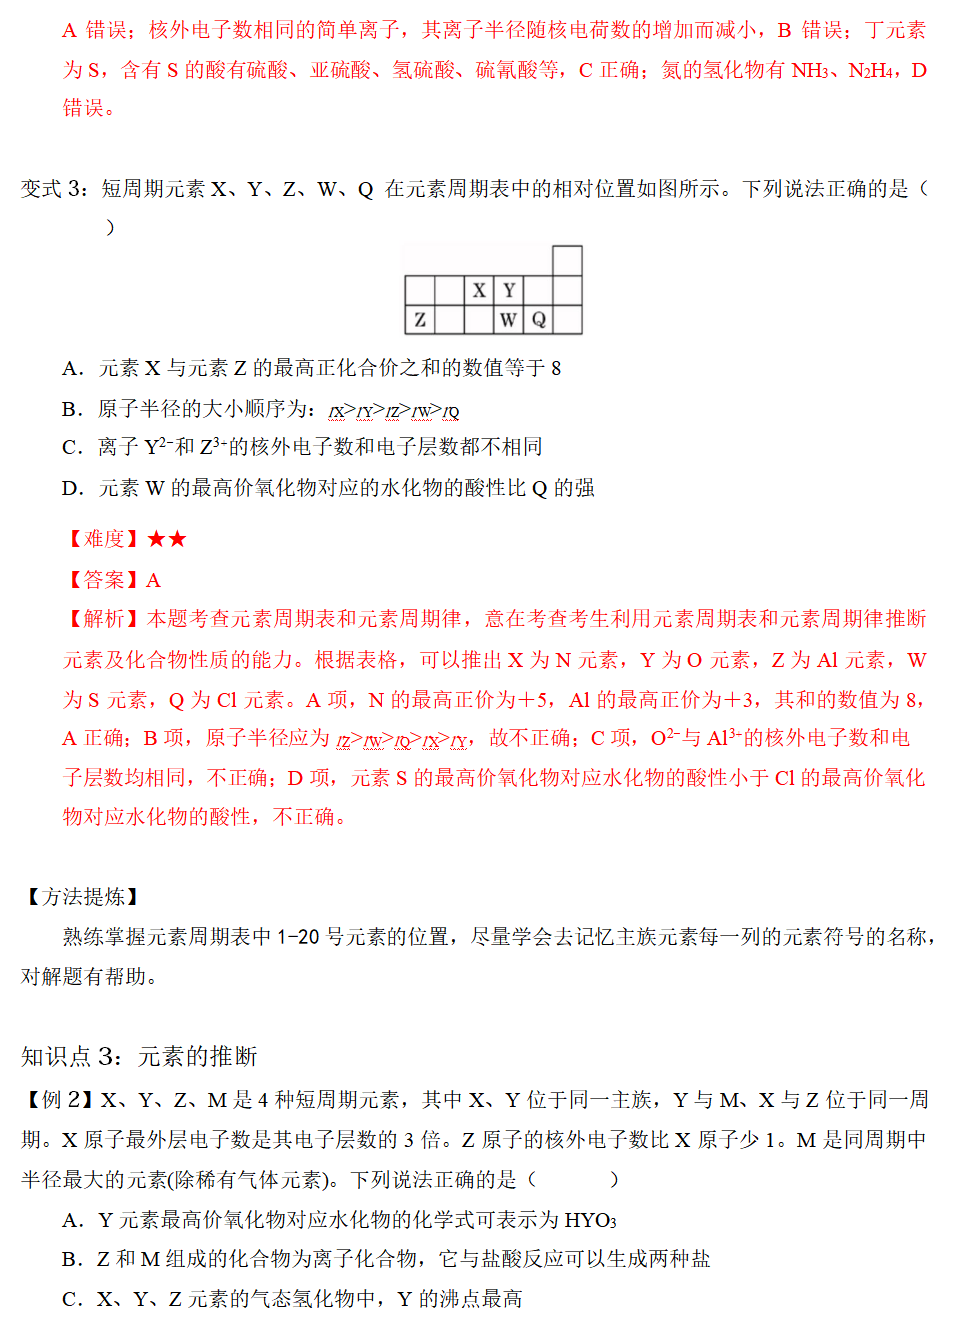 A 错误；核外电子数相同的简单离子，其离子半径随核电荷数的增加而减小，B 错误；丁元素
为 S，含有 S 的酸有硫酸、亚硫酸、氢硫酸、硫氰酸等，C 正确；氮的氢化物有 NH₃、N₂H₄，D
错误。
变式 3：短周期元素 X、Y、Z、W、Q 在元素周期表中的相对位置如图所示。下列说法正确的是（
）
X Y
Z W Q
A．元素 X 与元素 Z 的最高正化合价之和的数值等于 8
B．原子半径的大小顺序为：rX>rY>rZ>rW>rQ
C．离子 Y²⁻和 Z³⁺的核外电子数和电子层数都不相同
D．元素 W 的最高价氧化物对应的水化物的酸性比 Q 的强
【难度】★★
【答案】A
【解析】本题考查元素周期表和元素周期律，意在考查考生利用元素周期表和元素周期律推断
元素及化合物性质的能力。根据表格，可以推出 X 为 N 元素，Y 为 O 元素，Z 为 Al 元素，W
为 S 元素，Q 为 Cl 元素。A 项，N 的最高正价为＋5，Al 的最高正价为＋3，其和的数值为 8，
A 正确；B 项，原子半径应为 rZ>rW>rQ>rX>rY，故不正确；C 项，O²⁻与 Al³⁺的核外电子数和电
子层数均相同，不正确；D 项，元素 S 的最高价氧化物对应水化物的酸性小于 Cl 的最高价氧化
物对应水化物的酸性，不正确。
【方法提炼】
熟练掌握元素周期表中 1-20 号元素的位置，尽量学会去记忆主族元素每一列的元素符号的名称，
对解题有帮助。
知识点 3：元素的推断
【例 2】X、Y、Z、M 是 4 种短周期元素，其中 X、Y 位于同一主族，Y 与 M、X 与 Z 位于同一周
期。X 原子最外层电子数是其电子层数的 3 倍。Z 原子的核外电子数比 X 原子少 1。M 是同周期中
半径最大的元素(除稀有气体元素)。下列说法正确的是（ ）
A．Y 元素最高价氧化物对应水化物的化学式可表示为 HYO₃
B．Z 和 M 组成的化合物为离子化合物，它与盐酸反应可以生成两种盐
C．X、Y、Z 元素的气态氢化物中，Y 的沸点最高